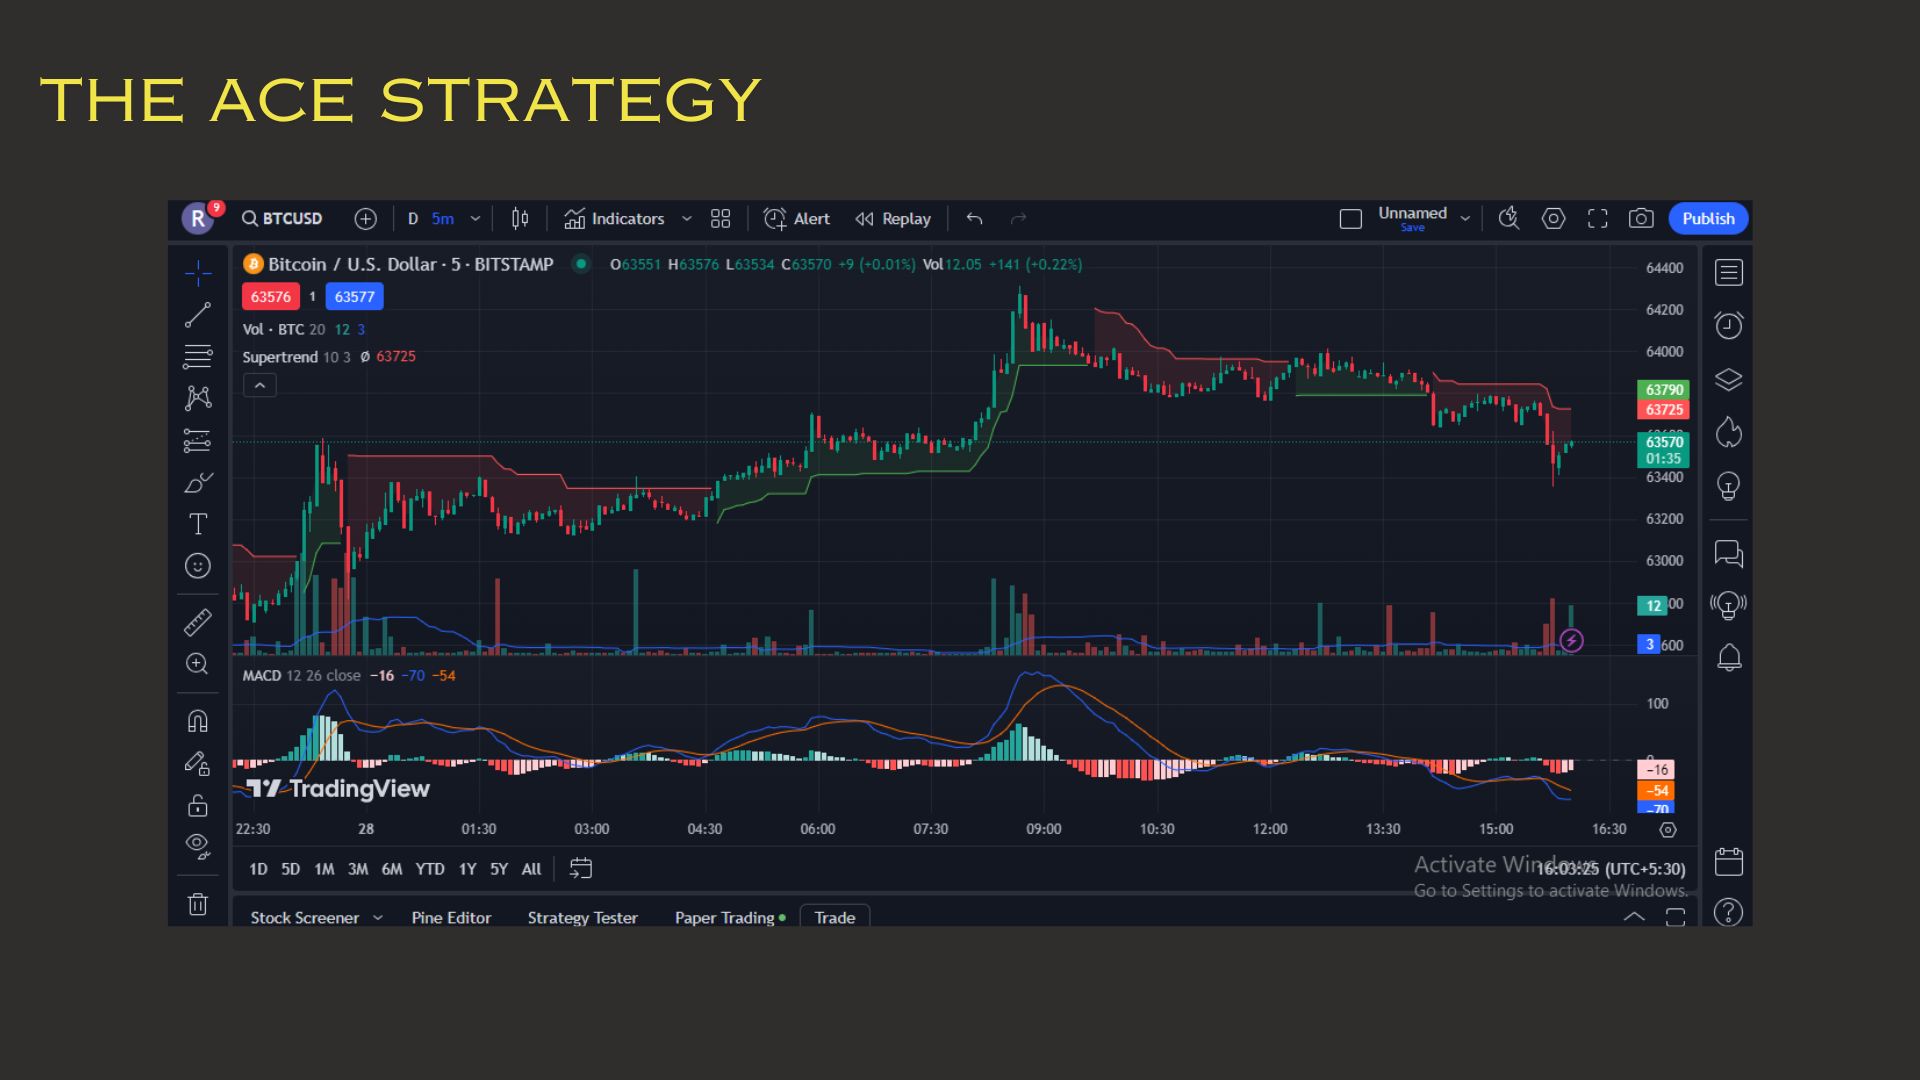 THE ACE STRATEGY
R 9 BTCUSD D 5m Indicators Alert Replay Unnamed Save Publish
Bitcoin / U.S. Dollar · 5 · BITSTAMP O63551 H63576 L63534 C63570 +9 (+0.01%) Vol12.05 +141 (+0.22%)
63576 1 63577
Vol · BTC 20 12 3
Supertrend 10 3 Ø 63725
64400
64200
64000
63790
63725
63570
01:35
63400
63200
63000
12
3
600
MACD 12 26 close −16 −70 −54
100
−16
−54
−70
TradingView
22:30 28 01:30 03:00 04:30 06:00 07:30 09:00 10:30 12:00 13:30 15:00 16:30
1D 5D 1M 3M 6M YTD 1Y 5Y All 16:03:25 (UTC+5:30)
Activate Windows
Go to Settings to activate Windows.
Stock Screener Pine Editor Strategy Tester Paper Trading Trade